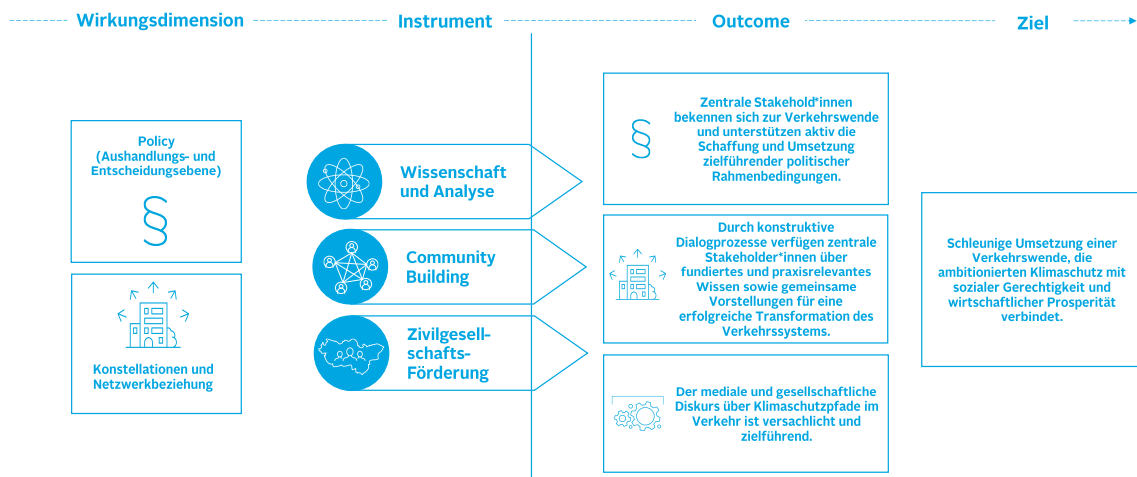 Wirkungsdimension
Instrument
Outcome
Ziel
Policy
(Aushandlungs- und
Entscheidungsebene)
§
Konstellationen und
Netzwerkbeziehung
Wissenschaft
und Analyse
Community
Building
Zivilgesell-
schafts-
Förderung
§
Zentrale Stakehold*innen
bekennen sich zur Verkehrswende
und unterstützen aktiv die
Schaffung und Umsetzung
zielführender politischer
Rahmenbedingungen.
Durch konstruktive
Dialogprozesse verfügen zentrale
Stakeholder*innen über
fundiertes und praxisrelevantes
Wissen sowie gemeinsame
Vorstellungen für eine
erfolgreiche Transformation des
Verkehrssystems.
Der mediale und gesellschaftliche
Diskurs über Klimaschutzpfade im
Verkehr ist versachlicht und
zielführend.
Schleunige Umsetzung einer
Verkehrswende, die
ambitionierten Klimaschutz mit
sozialer Gerechtigkeit und
wirtschaftlicher Prosperität
verbindet.